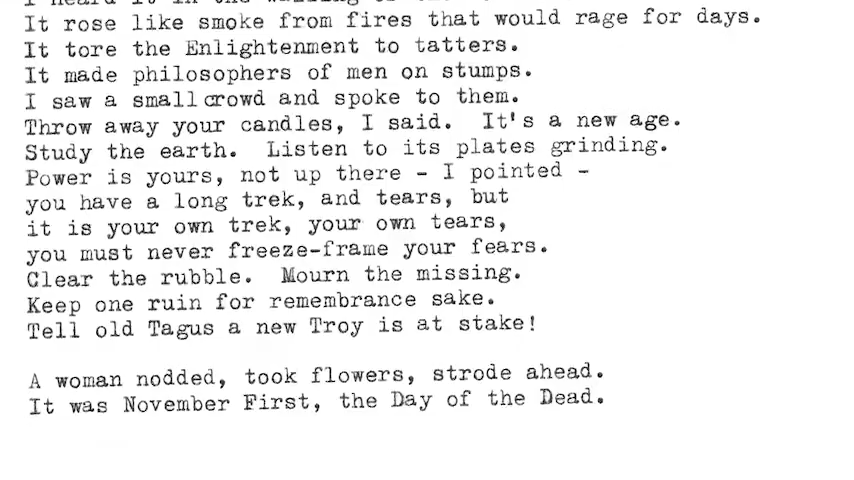 I heard it in the
It rose like smoke from fires that would rage for days.
It tore the Enlightenment to tatters.
It made philosophers of men on stumps.
I saw a small crowd and spoke to them.
Throw away your candles, I said. It's a new age.
Study the earth. Listen to its plates grinding.
Power is yours, not up there - I pointed -
you have a long trek, and tears, but
it is your own trek, your own tears,
you must never freeze-frame your fears.
Clear the rubble. Mourn the missing.
Keep one ruin for remembrance sake.
Tell old Tagus a new Troy is at stake!
A woman nodded, took flowers, strode ahead.
It was November First, the Day of the Dead.